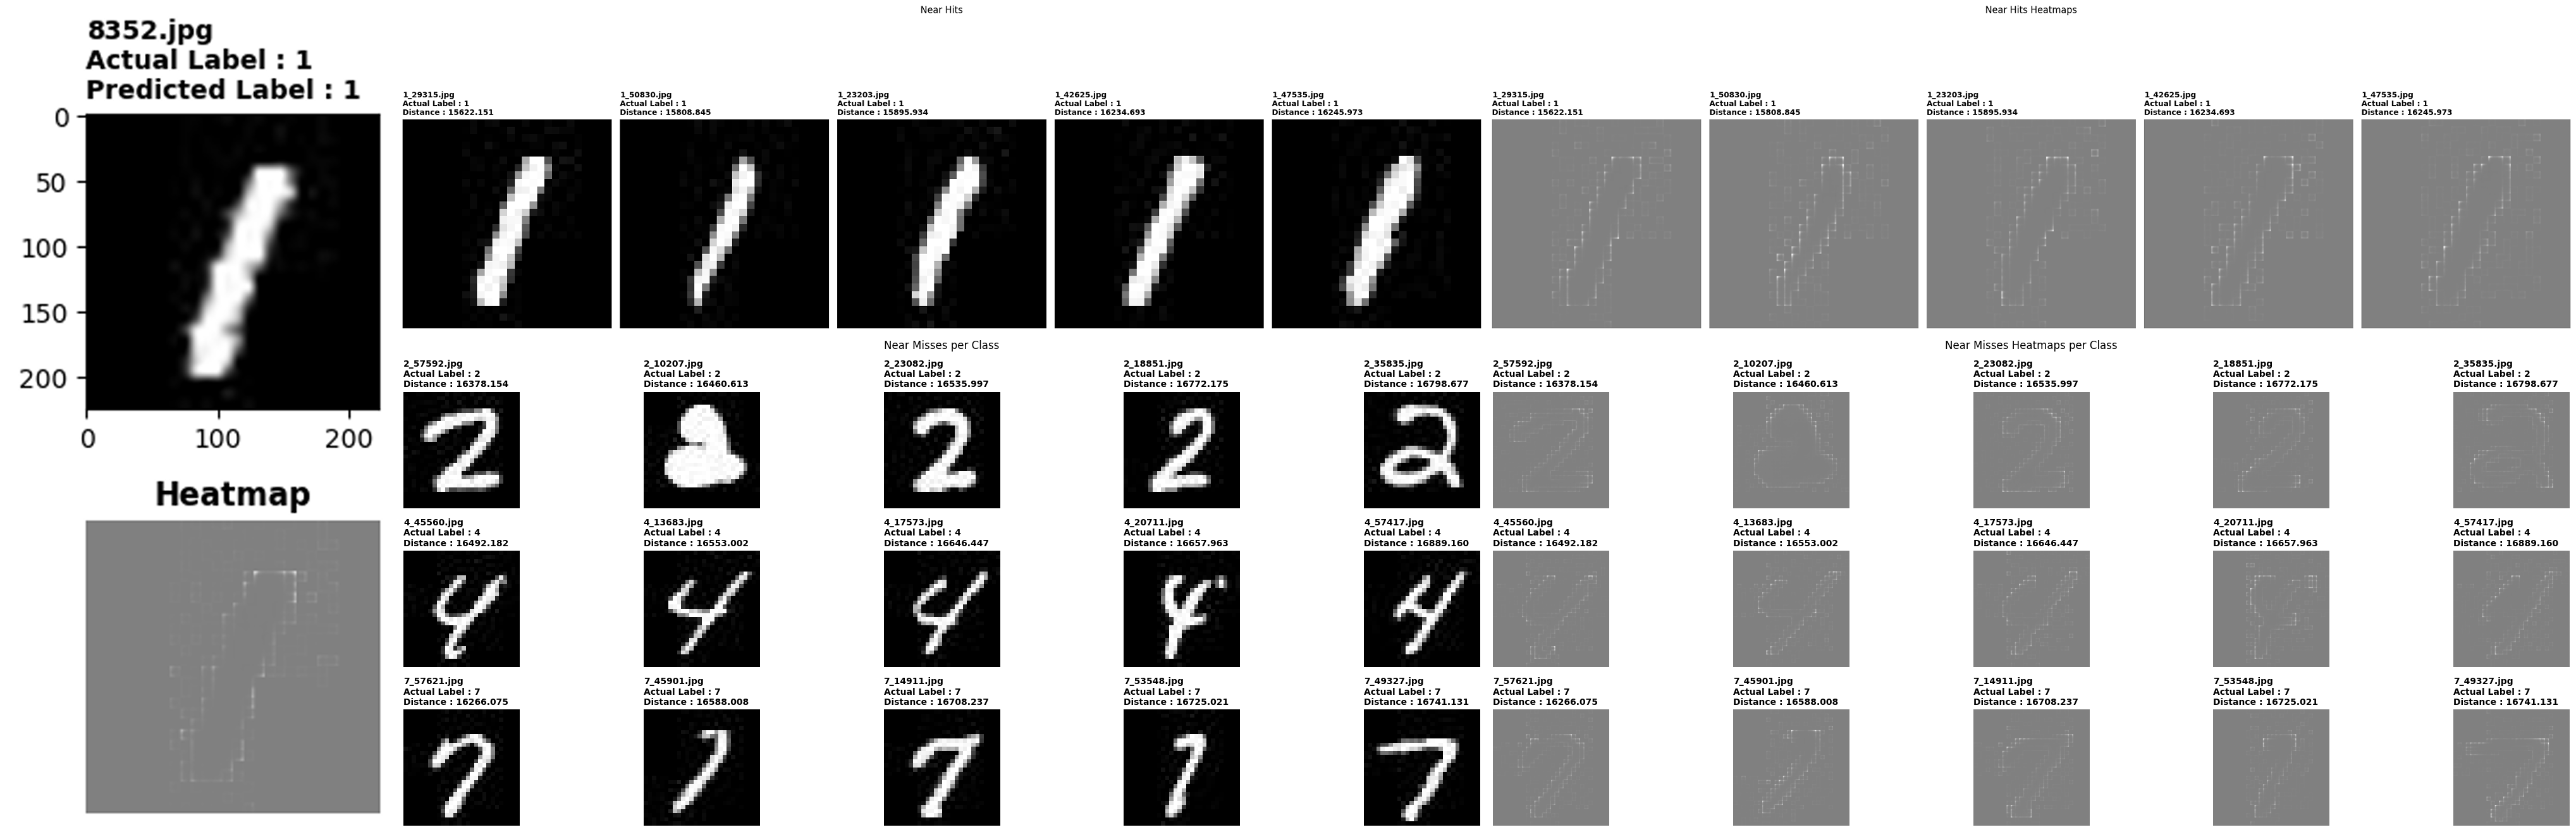 8352.jpg
Actual Label : 1
Predicted Label : 1
0
50
100
150
200
0 100 200
Heatmap
Near Hits
1_29315.jpg
Actual Label : 1
Distance : 15622.151
1_50830.jpg
Actual Label : 1
Distance : 15808.845
1_23203.jpg
Actual Label : 1
Distance : 15895.934
1_42625.jpg
Actual Label : 1
Distance : 16234.693
1_47535.jpg
Actual Label : 1
Distance : 16245.973
Near Hits Heatmaps
1_29315.jpg
Actual Label : 1
Distance : 15622.151
1_50830.jpg
Actual Label : 1
Distance : 15808.845
1_23203.jpg
Actual Label : 1
Distance : 15895.934
1_42625.jpg
Actual Label : 1
Distance : 16234.693
1_47535.jpg
Actual Label : 1
Distance : 16245.973
Near Misses per Class
2_57592.jpg
Actual Label : 2
Distance : 16378.154
2_10207.jpg
Actual Label : 2
Distance : 16460.613
2_23082.jpg
Actual Label : 2
Distance : 16535.997
2_18851.jpg
Actual Label : 2
Distance : 16772.175
2_35835.jpg
Actual Label : 2
Distance : 16798.677
4_45560.jpg
Actual Label : 4
Distance : 16492.182
4_13683.jpg
Actual Label : 4
Distance : 16553.002
4_17573.jpg
Actual Label : 4
Distance : 16646.447
4_20711.jpg
Actual Label : 4
Distance : 16657.963
4_57417.jpg
Actual Label : 4
Distance : 16889.160
7_57621.jpg
Actual Label : 7
Distance : 16266.075
7_45901.jpg
Actual Label : 7
Distance : 16588.008
7_14911.jpg
Actual Label : 7
Distance : 16708.237
7_53548.jpg
Actual Label : 7
Distance : 16725.021
7_49327.jpg
Actual Label : 7
Distance : 16741.131
Near Misses Heatmaps per Class
2_57592.jpg
Actual Label : 2
Distance : 16378.154
2_10207.jpg
Actual Label : 2
Distance : 16460.613
2_23082.jpg
Actual Label : 2
Distance : 16535.997
2_18851.jpg
Actual Label : 2
Distance : 16772.175
2_35835.jpg
Actual Label : 2
Distance : 16798.677
4_45560.jpg
Actual Label : 4
Distance : 16492.182
4_13683.jpg
Actual Label : 4
Distance : 16553.002
4_17573.jpg
Actual Label : 4
Distance : 16646.447
4_20711.jpg
Actual Label : 4
Distance : 16657.963
4_57417.jpg
Actual Label : 4
Distance : 16889.160
7_57621.jpg
Actual Label : 7
Distance : 16266.075
7_45901.jpg
Actual Label : 7
Distance : 16588.008
7_14911.jpg
Actual Label : 7
Distance : 16708.237
7_53548.jpg
Actual Label : 7
Distance : 16725.021
7_49327.jpg
Actual Label : 7
Distance : 16741.131